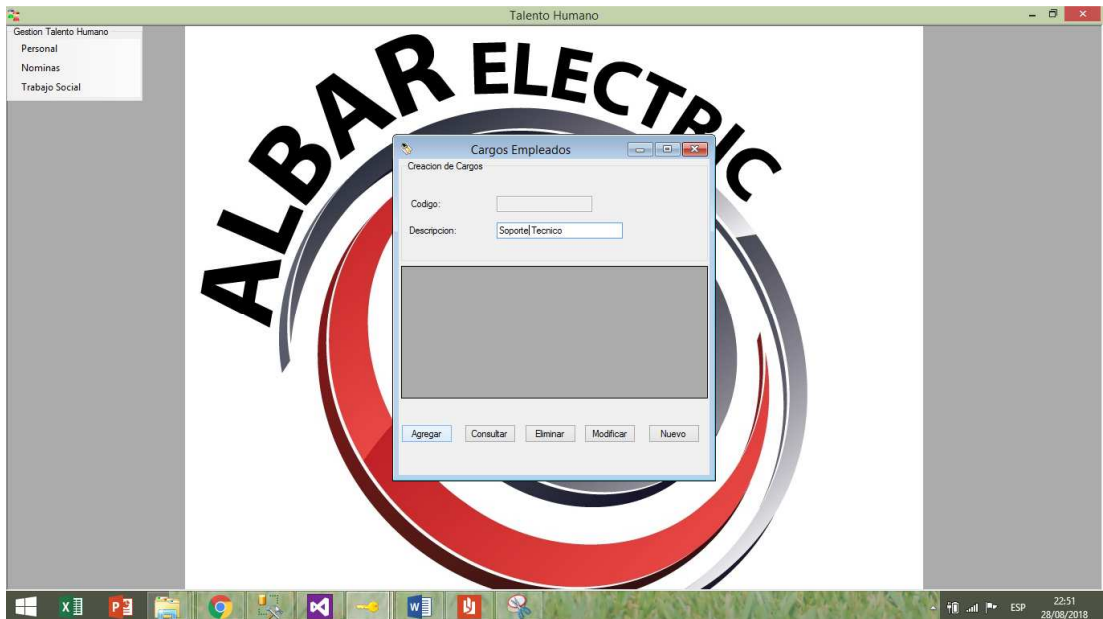 Talento Humano
Gestion Talento Humano
Personal
Nominas
Trabajo Social
ALBAR ELECTRIC
Cargos Empleados
Creacion de Cargos
Codigo:
Descripcion: Soporte Tecnico
Agregar Consultar Eliminar Modificar Nuevo
ESP
22:51
28/08/2018